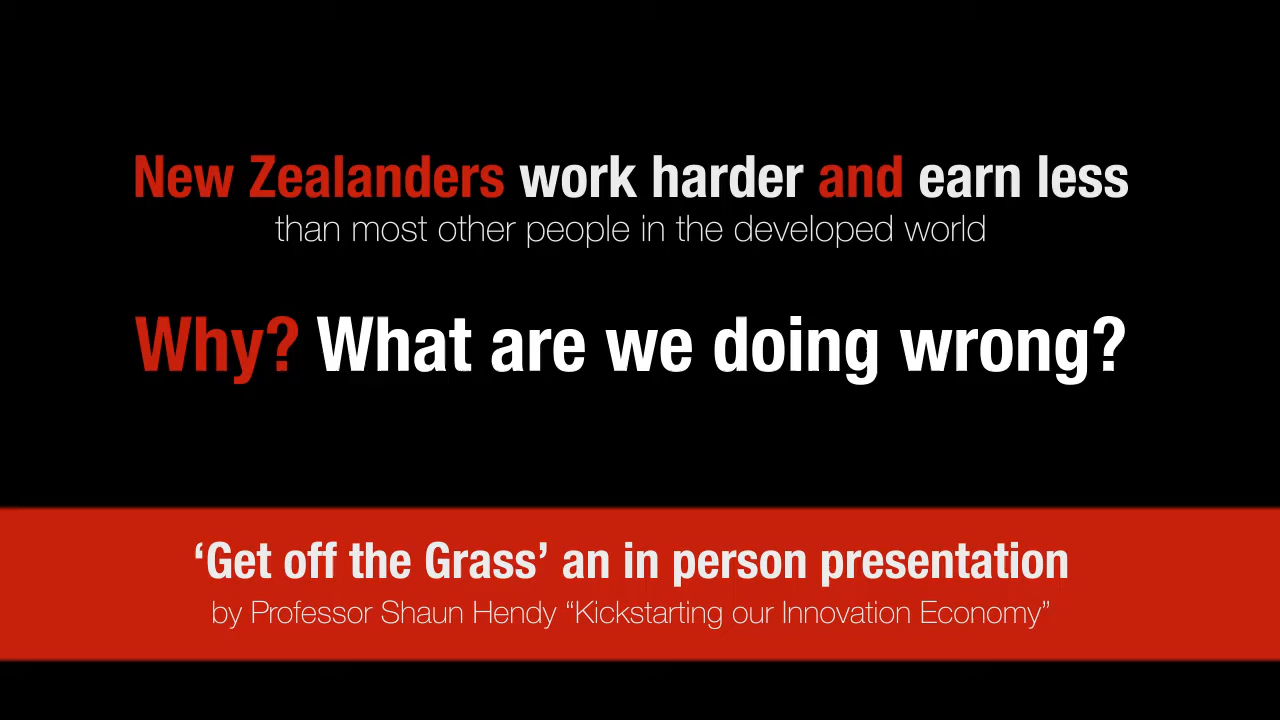 New Zealanders work harder and earn less
than most other people in the developed world
Why? What are we doing wrong?
‘Get off the Grass’ an in person presentation
by Professor Shaun Hendy “Kickstarting our Innovation Economy”